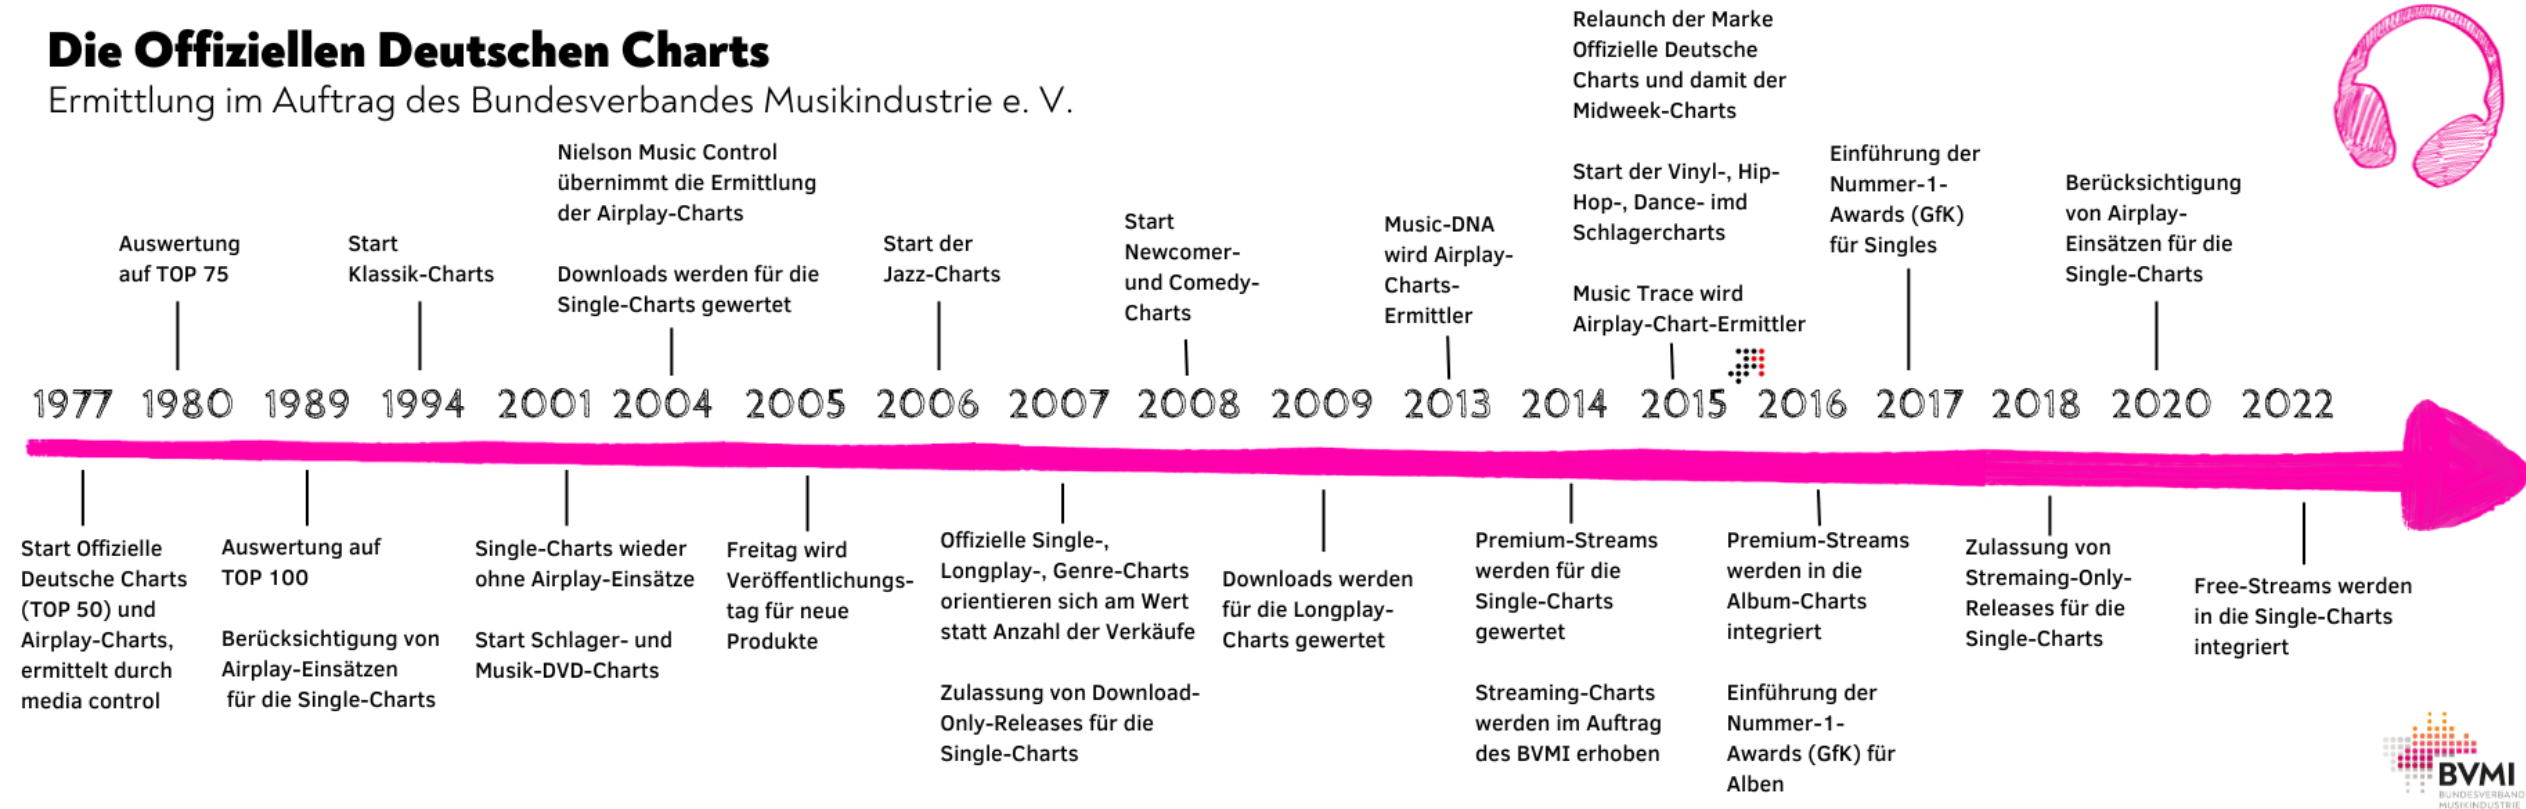 Die Offiziellen Deutschen Charts
Ermittlung im Auftrag des Bundesverbandes Musikindustrie e. V.
Auswertung
auf TOP 75
Start
Klassik-Charts
Nielson Music Control
übernimmt die Ermittlung
der Airplay-Charts
Downloads werden für die
Single-Charts gewertet
Start der
Jazz-Charts
Start
Newcomer-
und Comedy-
Charts
Music-DNA
wird Airplay-
Charts-
Ermittler
Relaunch der Marke
Offizielle Deutsche
Charts und damit der
Midweek-Charts
Start der Vinyl-, Hip-
Hop-, Dance- imd
Schlagercharts
Music Trace wird
Airplay-Chart-Ermittler
Einführung der
Nummer-1-
Awards (GfK)
für Singles
Berücksichtigung
von Airplay-
Einsätzen für die
Single-Charts
1977 1980 1989 1994 2001 2004 2005 2006 2007 2008 2009 2013 2014 2015 2016 2017 2018 2020 2022
Start Offizielle
Deutsche Charts
(TOP 50) und
Airplay-Charts,
ermittelt durch
media control
Auswertung auf
TOP 100
Berücksichtigung von
Airplay-Einsätzen
für die Single-Charts
Single-Charts wieder
ohne Airplay-Einsätze
Start Schlager- und
Musik-DVD-Charts
Freitag wird
Veröffentlichungs-
tag für neue
Produkte
Offizielle Single-,
Longplay-, Genre-Charts
orientieren sich am Wert
statt Anzahl der Verkäufe
Zulassung von Download-
Only-Releases für die
Single-Charts
Downloads werden
für die Longplay-
Charts gewertet
Premium-Streams
werden für die
Single-Charts
gewertet
Streaming-Charts
werden im Auftrag
des BVMI erhoben
Premium-Streams
werden in die
Album-Charts
integriert
Einführung der
Nummer-1-
Awards (GfK) für
Alben
Zulassung von
Stremaing-Only-
Releases für die
Single-Charts
Free-Streams werden
in die Single-Charts
integriert
BVMI
BUNDESVERBAND
MUSIKINDUSTRIE